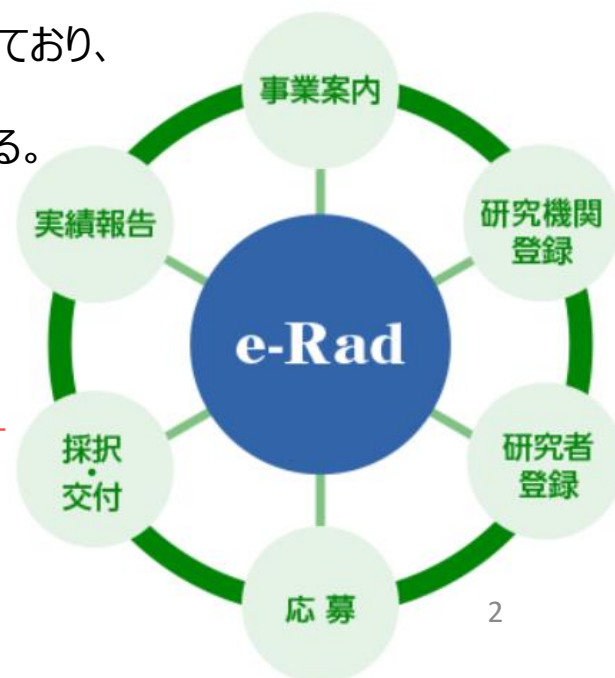 ており、
る。
事業案内
実績報告
研究機関
登録
e-Rad
採択
・
交付
研究者
登録
応 募
2